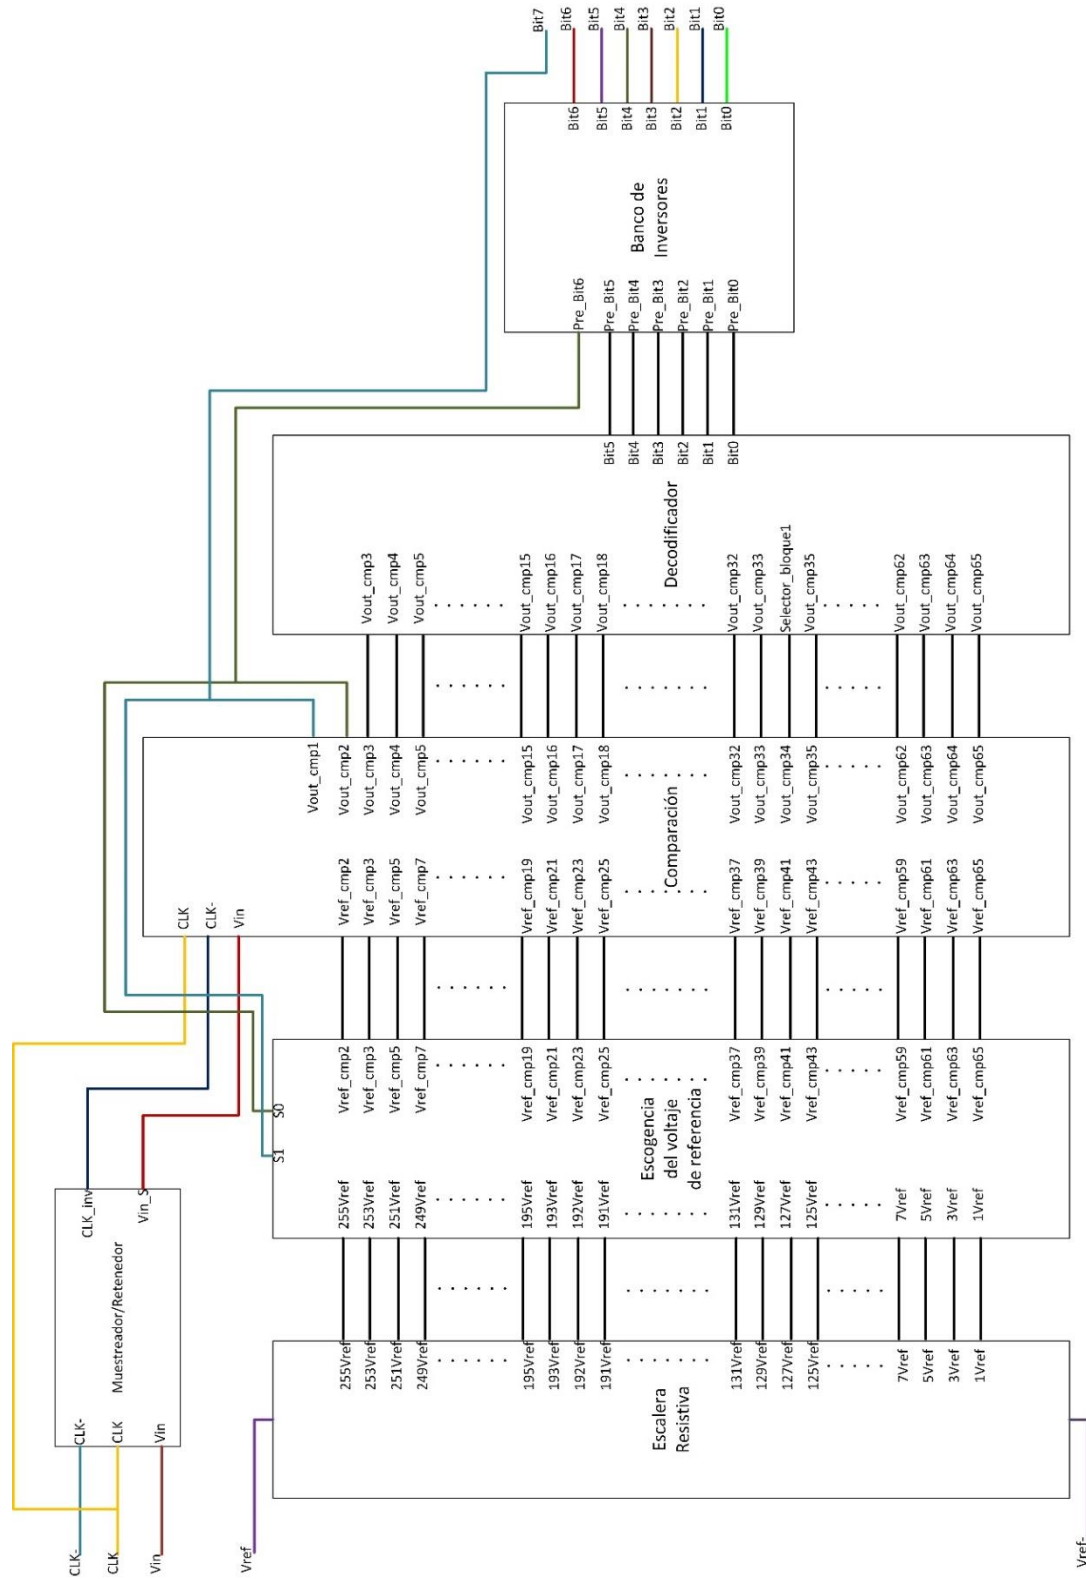 CLK-
CLK
Vin
CLK-
CLK
Vin
Muestreador/Retenedor
CLK_inv
Vin_S
Vref
Vref-
Escalera
Resistiva
255Vref
253Vref
251Vref
249Vref
195Vref
193Vref
192Vref
191Vref
131Vref
129Vref
127Vref
125Vref
7Vref
5Vref
3Vref
1Vref
S1
S0
255Vref
253Vref
251Vref
249Vref
195Vref
193Vref
192Vref
191Vref
131Vref
129Vref
127Vref
125Vref
7Vref
5Vref
3Vref
1Vref
Escogencia
del voltaje
de referencia
Vref_cmp2
Vref_cmp3
Vref_cmp5
Vref_cmp7
Vref_cmp19
Vref_cmp21
Vref_cmp23
Vref_cmp25
Vref_cmp37
Vref_cmp39
Vref_cmp41
Vref_cmp43
Vref_cmp59
Vref_cmp61
Vref_cmp63
Vref_cmp65
CLK
CLK-
Vin
Vref_cmp2
Vref_cmp3
Vref_cmp5
Vref_cmp7
Vref_cmp19
Vref_cmp21
Vref_cmp23
Vref_cmp25
Vref_cmp37
Vref_cmp39
Vref_cmp41
Vref_cmp43
Vref_cmp59
Vref_cmp61
Vref_cmp63
Vref_cmp65
Comparación
Vout_cmp1
Vout_cmp2
Vout_cmp3
Vout_cmp4
Vout_cmp5
Vout_cmp15
Vout_cmp16
Vout_cmp17
Vout_cmp18
Vout_cmp32
Vout_cmp33
Vout_cmp34
Vout_cmp35
Vout_cmp62
Vout_cmp63
Vout_cmp64
Vout_cmp65
Vout_cmp3
Vout_cmp4
Vout_cmp5
Vout_cmp15
Vout_cmp16
Vout_cmp17
Vout_cmp18
Vout_cmp32
Vout_cmp33
Selector_bloque1
Vout_cmp35
Vout_cmp62
Vout_cmp63
Vout_cmp64
Vout_cmp65
Decodificador
Bit5
Bit4
Bit3
Bit2
Bit1
Bit0
Pre_Bit6
Pre_Bit5
Pre_Bit4
Pre_Bit3
Pre_Bit2
Pre_Bit1
Pre_Bit0
Banco de
Inversores
Bit6
Bit5
Bit4
Bit3
Bit2
Bit1
Bit0
Bit7
Bit6
Bit5
Bit4
Bit3
Bit2
Bit1
Bit0